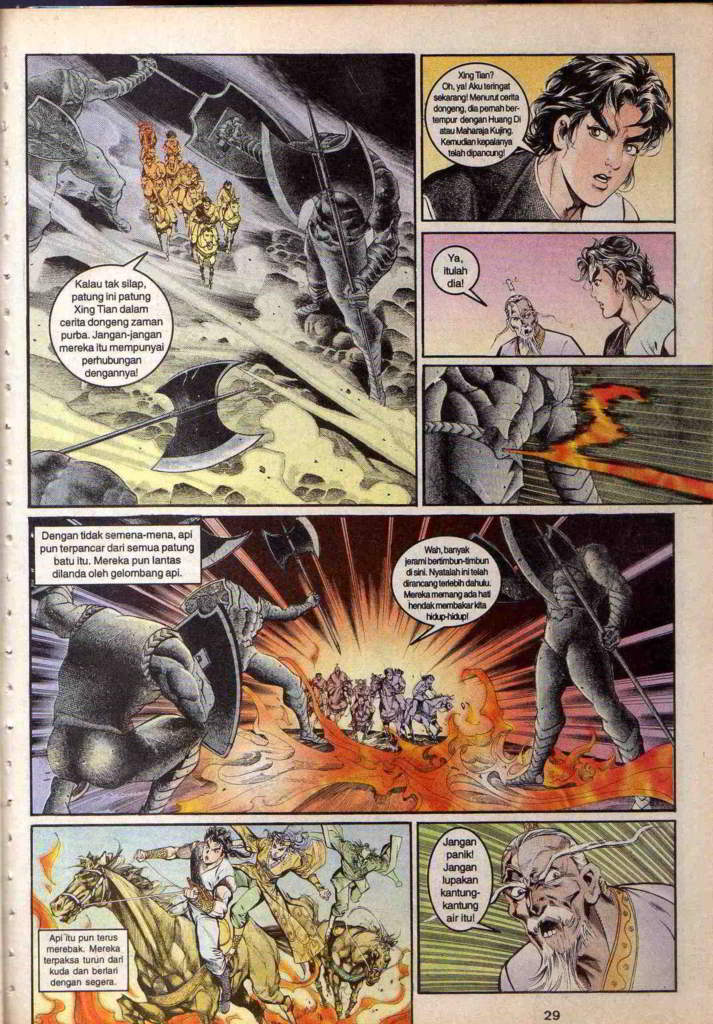 Kalau tak silap,
patung ini patung
Xing Tian dalam
cerita dongeng zaman
purba. Jangan-jangan
mereka itu mempunyai
perhubungan
dengannya!
Xing Tian?
Oh, ya! Aku teringat
sekarang! Menurut cerita
dongeng, dia pernah ber-
tempur dengan Huang Di
atau Maharaja Kujing.
Kemudian kepalanya
telah dipancung!
Ya,
itulah
dia!
Dengan tidak semena-mena, api
pun terpancar dari semua patung
batu itu. Mereka pun lantas
dilanda oleh gelombang api.
Wah, banyak
jerami bertimbun-timbun
di sini. Nyatalah ini telah
dirancang terlebih dahulu.
Mereka memang ada hati
hendak membakar kita
hidup-hidup!
Api itu pun terus
merebak. Mereka
terpaksa turun dari
kuda dan berlari
dengan segera.
Jangan
panik!
Jangan
lupakan
kantung-
kantung
air itu!
29